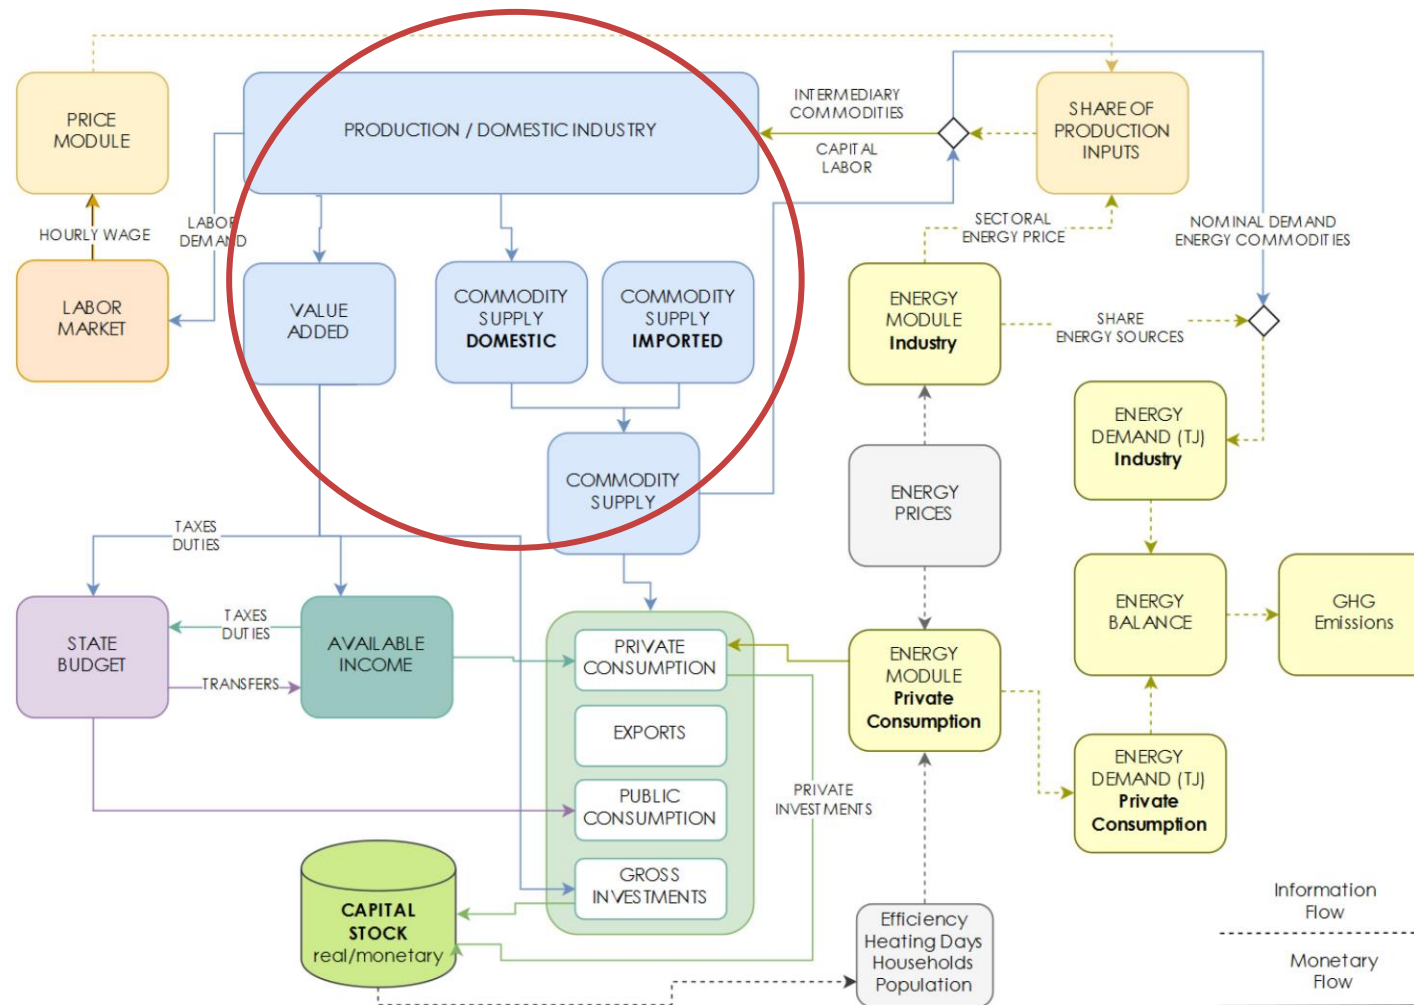 PRICE
MODULE
PRODUCTION / DOMESTIC INDUSTRY
INTERMEDIARY
COMMODITIES
CAPITAL
LABOR
SHARE OF
PRODUCTION
INPUTS
HOURLY WAGE
LABOR
DEMAND
SECTORAL
ENERGY PRICE
NOMINAL DEMAND
ENERGY COMMODITIES
LABOR
MARKET
VALUE
ADDED
COMMODITY
SUPPLY
DOMESTIC
COMMODITY
SUPPLY
IMPORTED
ENERGY
MODULE
Industry
SHARE
ENERGY SOURCES
ENERGY
DEMAND (TJ)
Industry
COMMODITY
SUPPLY
ENERGY
PRICES
TAXES
DUTIES
STATE
BUDGET
TAXES
DUTIES
TRANSFERS
AVAILABLE
INCOME
PRIVATE
CONSUMPTION
EXPORTS
PUBLIC
CONSUMPTION
GROSS
INVESTMENTS
PRIVATE
INVESTMENTS
ENERGY
MODULE
Private
Consumption
ENERGY
BALANCE
GHG
Emissions
ENERGY
DEMAND (TJ)
Private
Consumption
CAPITAL
STOCK
real/monetary
Efficiency
Heating Days
Households
Population
Information
Flow
Monetary
Flow